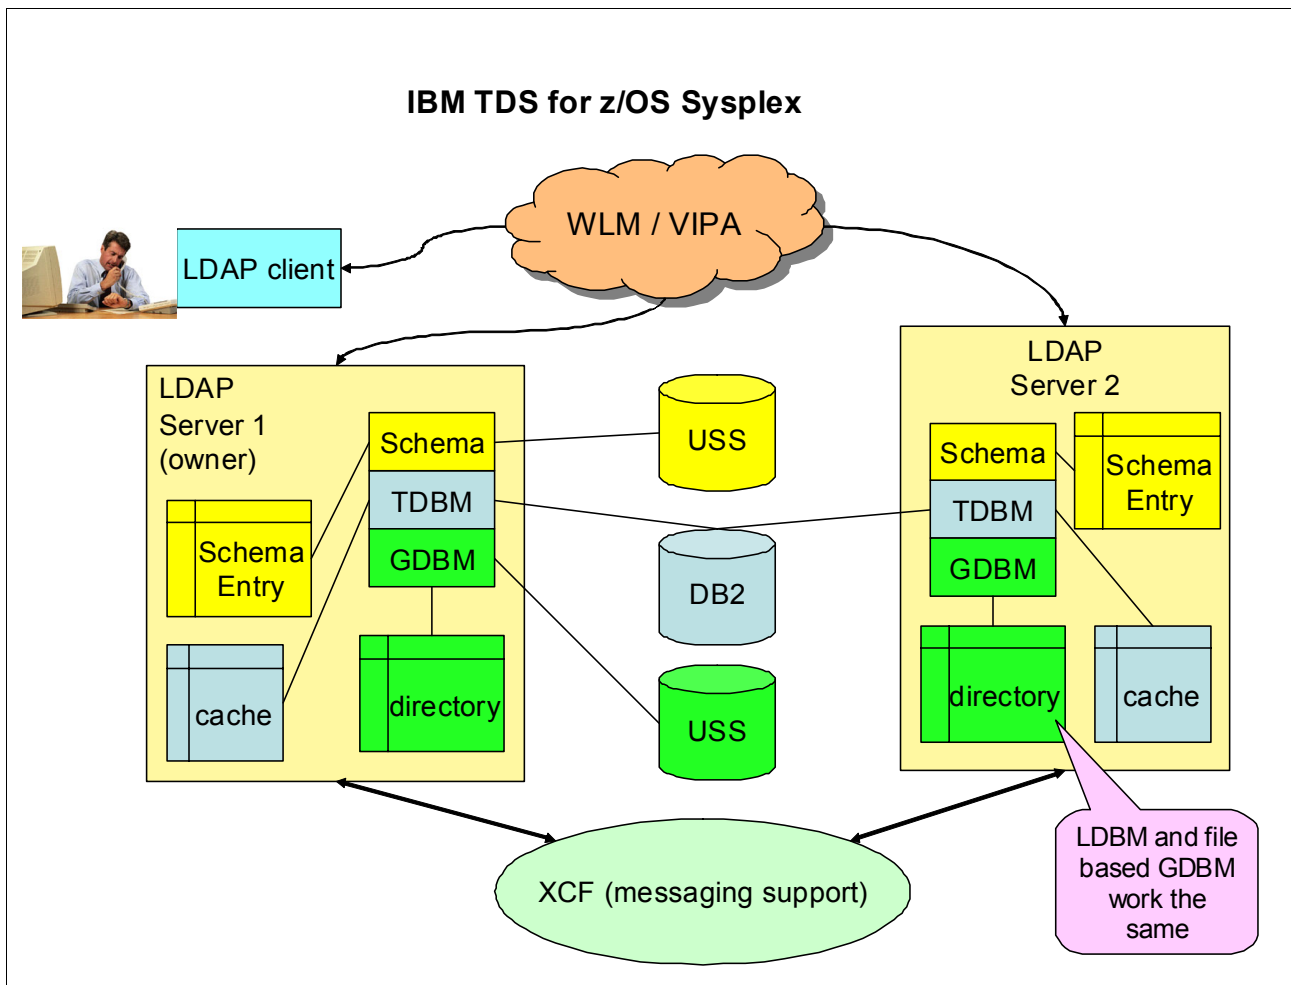 IBM TDS for z/OS Sysplex
WLM / VIPA
LDAP client
LDAP
Server 1
(owner)
Schema
TDBM
GDBM
Schema
Entry
cache
directory
USS
DB2
USS
LDAP
Server 2
Schema
TDBM
GDBM
Schema
Entry
directory
cache
XCF (messaging support)
LDBM and file
based GDBM
work the
same